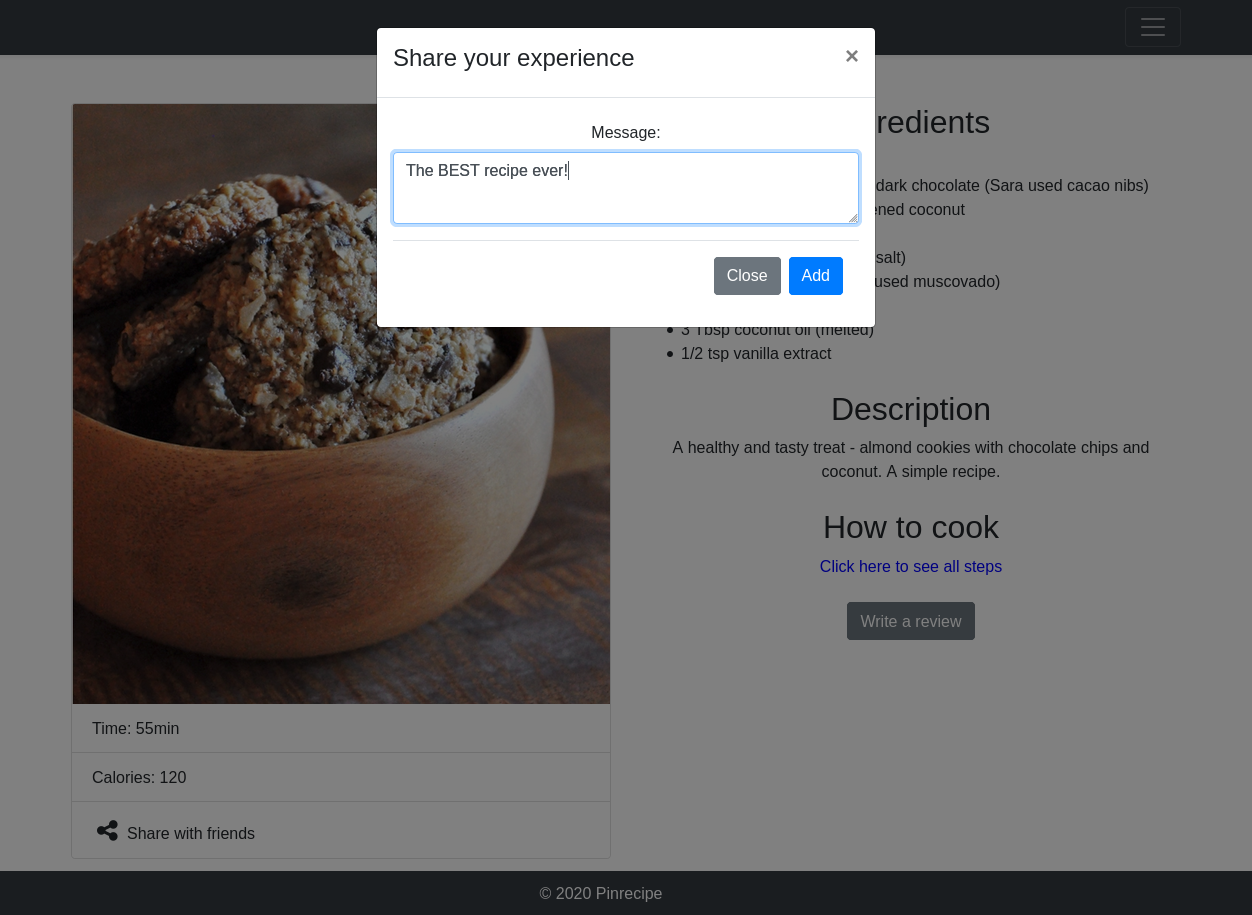 Share your experience
×
Message:
The BEST recipe ever!
Close
Add
redients
dark chocolate (Sara used cacao nibs)
ened coconut
salt)
used muscovado)
3 Tbsp coconut oil (melted)
1/2 tsp vanilla extract
Description
A healthy and tasty treat - almond cookies with chocolate chips and
coconut. A simple recipe.
How to cook
Click here to see all steps
Write a review
Time: 55min
Calories: 120
Share with friends
© 2020 Pinrecipe